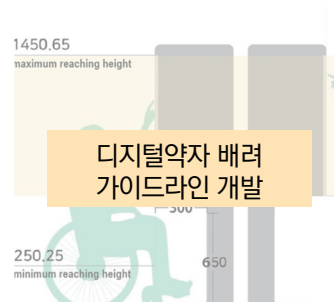 1450.65
maximum reaching height
디지털약자 배려
가이드라인 개발
300
250.25
650
minimum reaching height